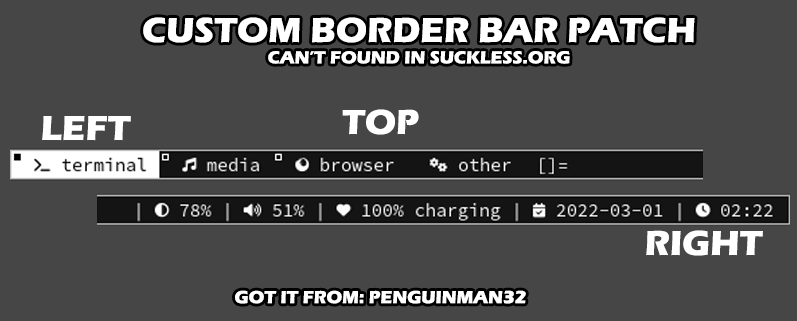 CUSTOM BORDER BAR PATCH
CAN'T FOUND IN SUCKLESS.ORG
LEFT
TOP
terminal media browser other []=
| 78% | 51% | 100% charging | 2022-03-01 | 02:22
RIGHT
GOT IT FROM: PENGUINMAN32